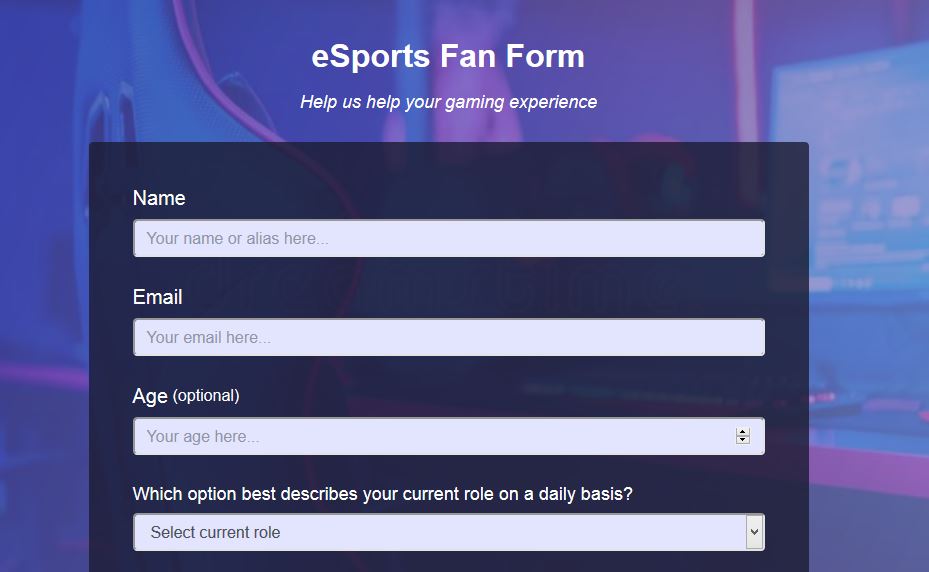 eSports Fan Form
Help us help your gaming experience
Name
Your name or alias here...
Email
Your email here...
Age (optional)
Your age here...
Which option best describes your current role on a daily basis?
Select current role